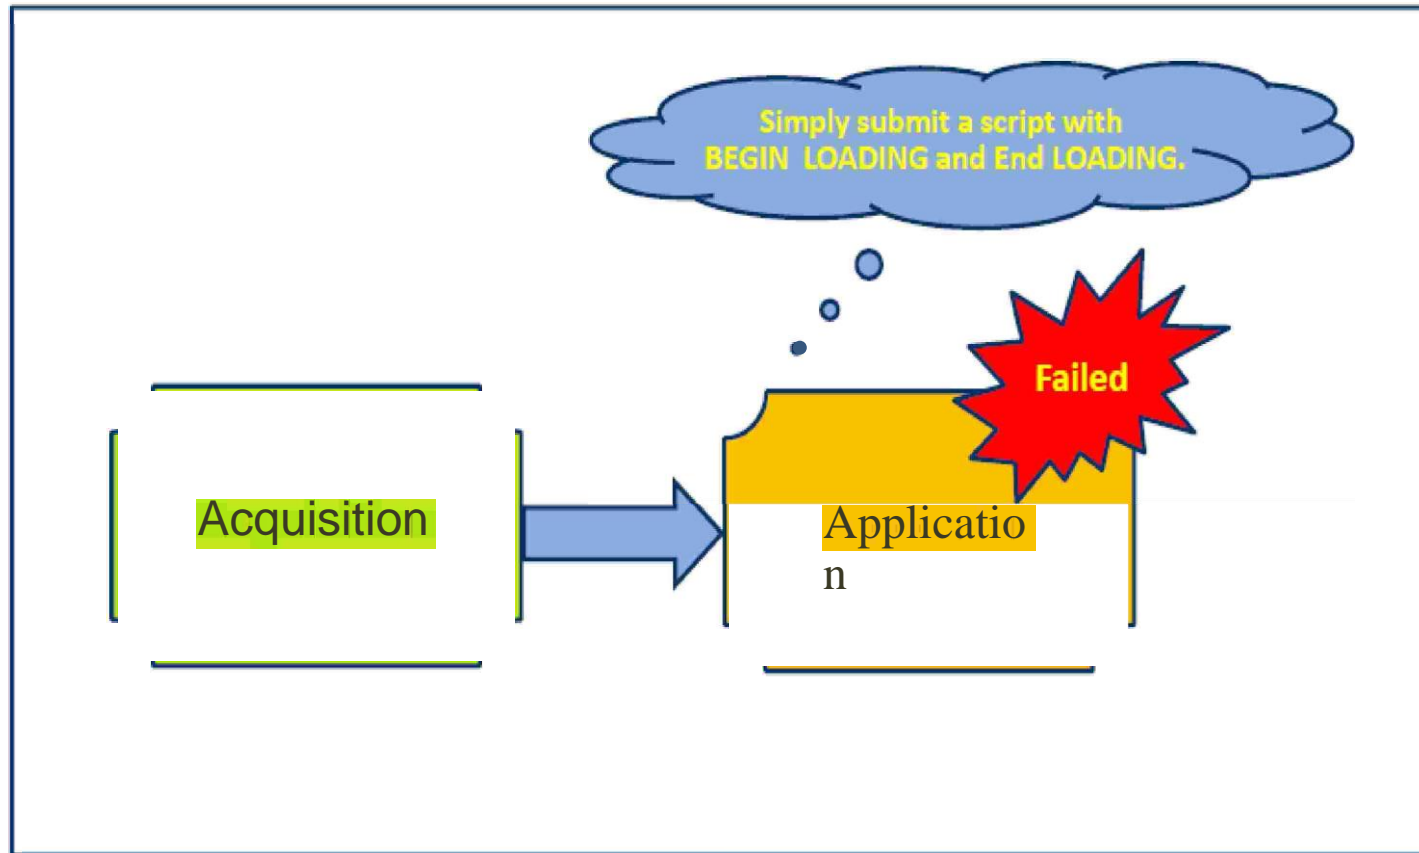 Simply submit a script with
BEGIN LOADING and End LOADING.
Failed
Acquisition
Applicatio
n